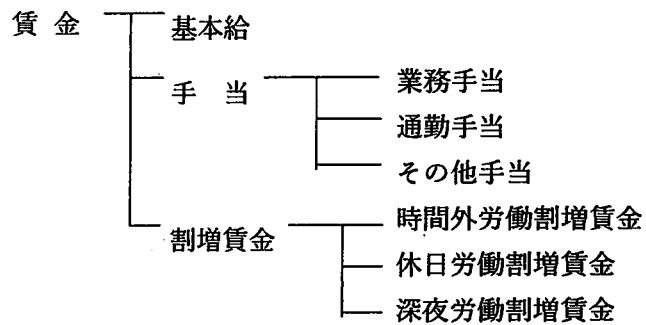 賃金
基本給
手当
業務手当
通勤手当
その他手当
割増賃金
時間外労働割増賃金
休日労働割増賃金
深夜労働割増賃金